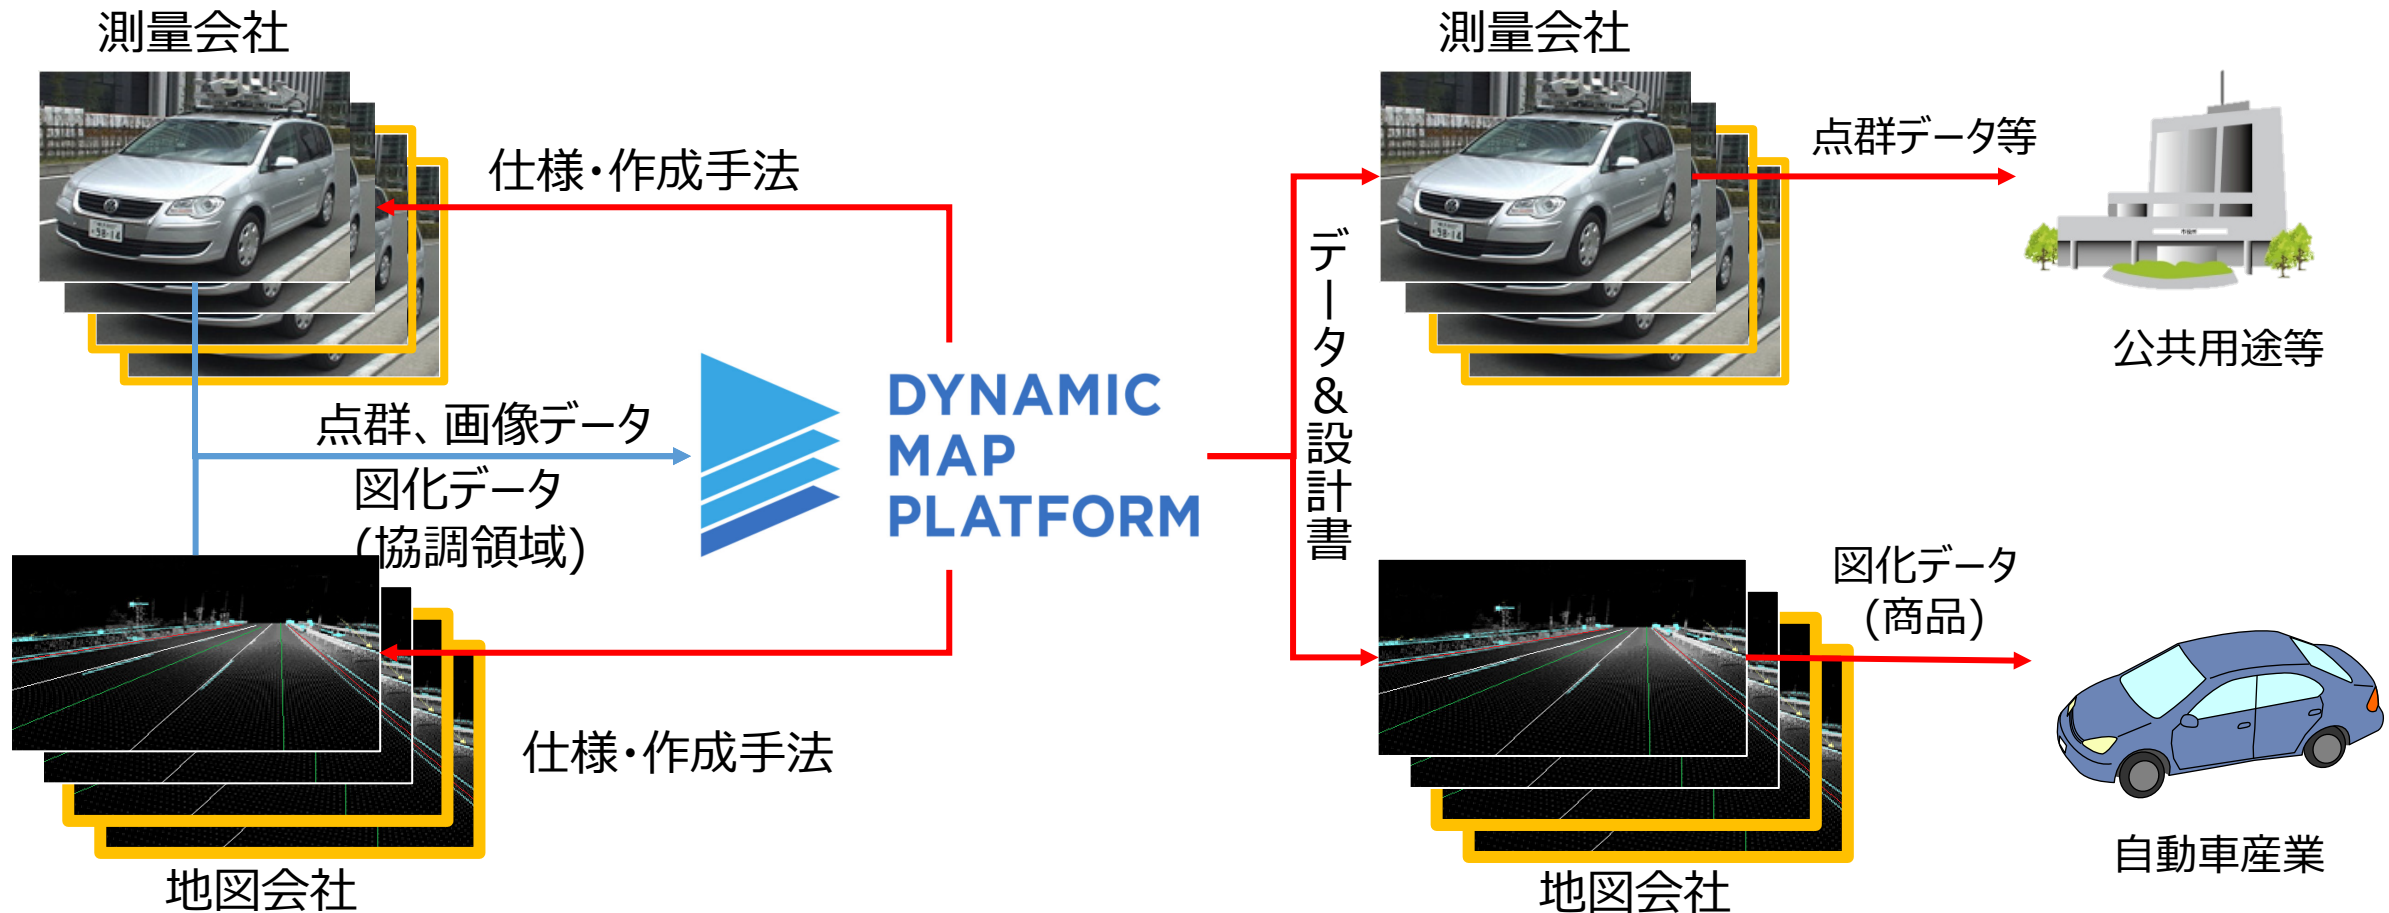 測量会社
仕様・作成手法
点群、画像データ
図化データ
(協調領域)
仕様・作成手法
地図会社
DYNAMIC
MAP
PLATFORM
データ&設計書
測量会社
点群データ等
市役所
公共用途等
図化データ
(商品)
地図会社
自動車産業